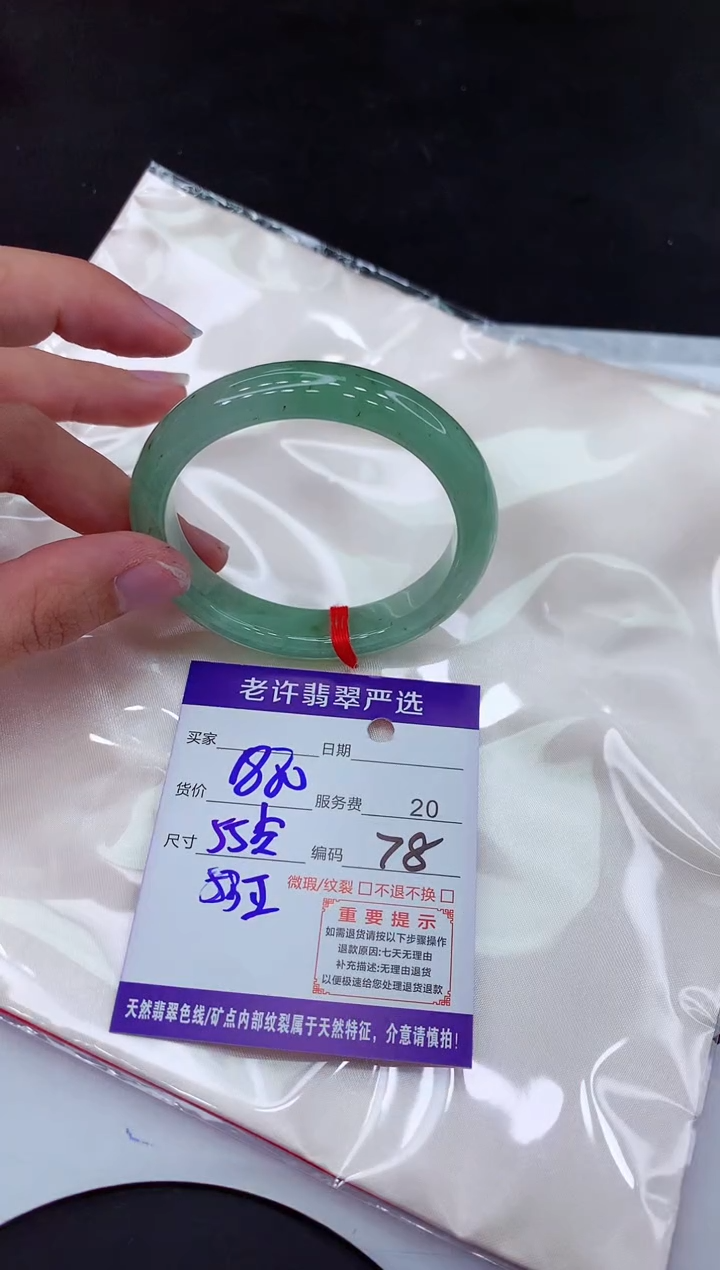 老许翡翠严选
买家 日期
货价 1880 服务费 20
尺寸 55 编码 78
微瑕/纹裂 □ 不退不换 □
重要提示
如需退货请按以下步骤操作
退款原因:七天无理由
补充描述:无理由退货
以便极速给您处理退货退款
天然翡翠色线/矿点内部纹裂属于天然特征，介意请慎拍！